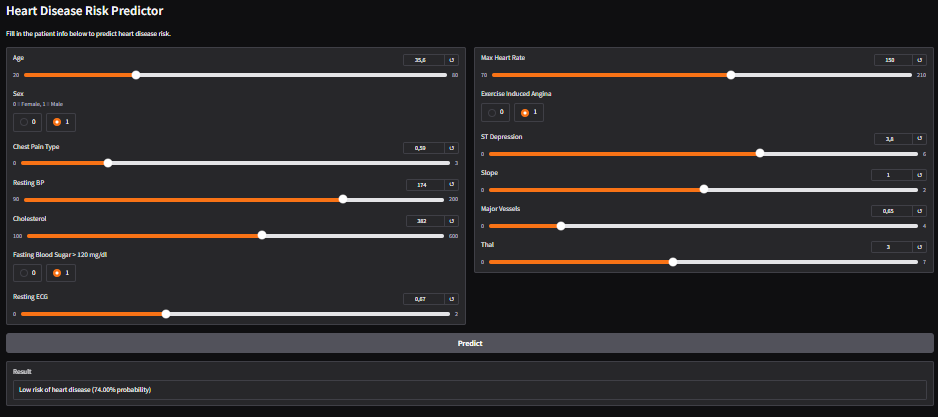 Heart Disease Risk Predictor
Fill in the patient info below to predict heart disease risk.
Age
35,8
↺
20
80
Sex
0 = Female, 1 = Male
0
1
Chest Pain Type
0,59
↺
0
3
Resting BP
174
↺
90
200
Cholesterol
382
↺
100
600
Fasting Blood Sugar > 120 mg/dl
0
1
Resting ECG
0,67
↺
0
2
Max Heart Rate
150
↺
70
210
Exercise Induced Angina
0
1
ST Depression
3,8
↺
0
6
Slope
1
↺
0
2
Major Vessels
0,65
↺
0
4
Thal
3
↺
0
7
Predict
Result
Low risk of heart disease (74.00% probability)